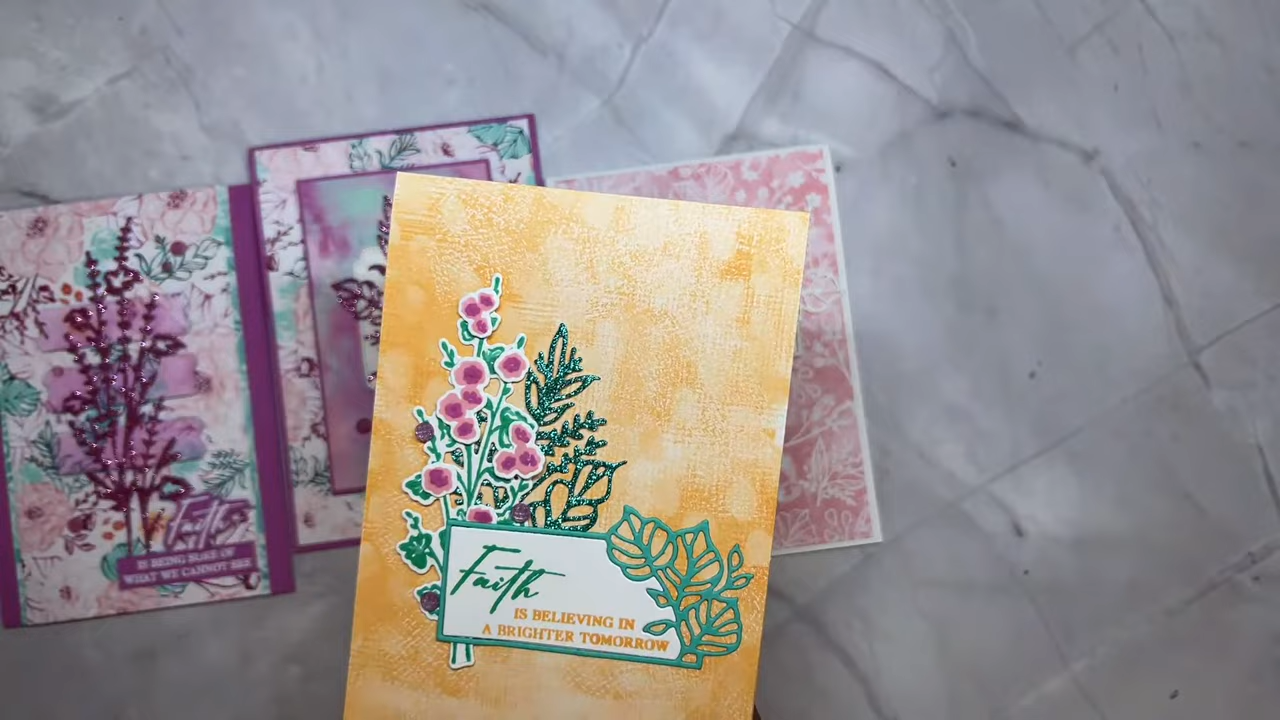 Faith
IS BEING SURE OF
WHAT WE CANNOT SEE
Faith
IS BELIEVING IN
A BRIGHTER TOMORROW